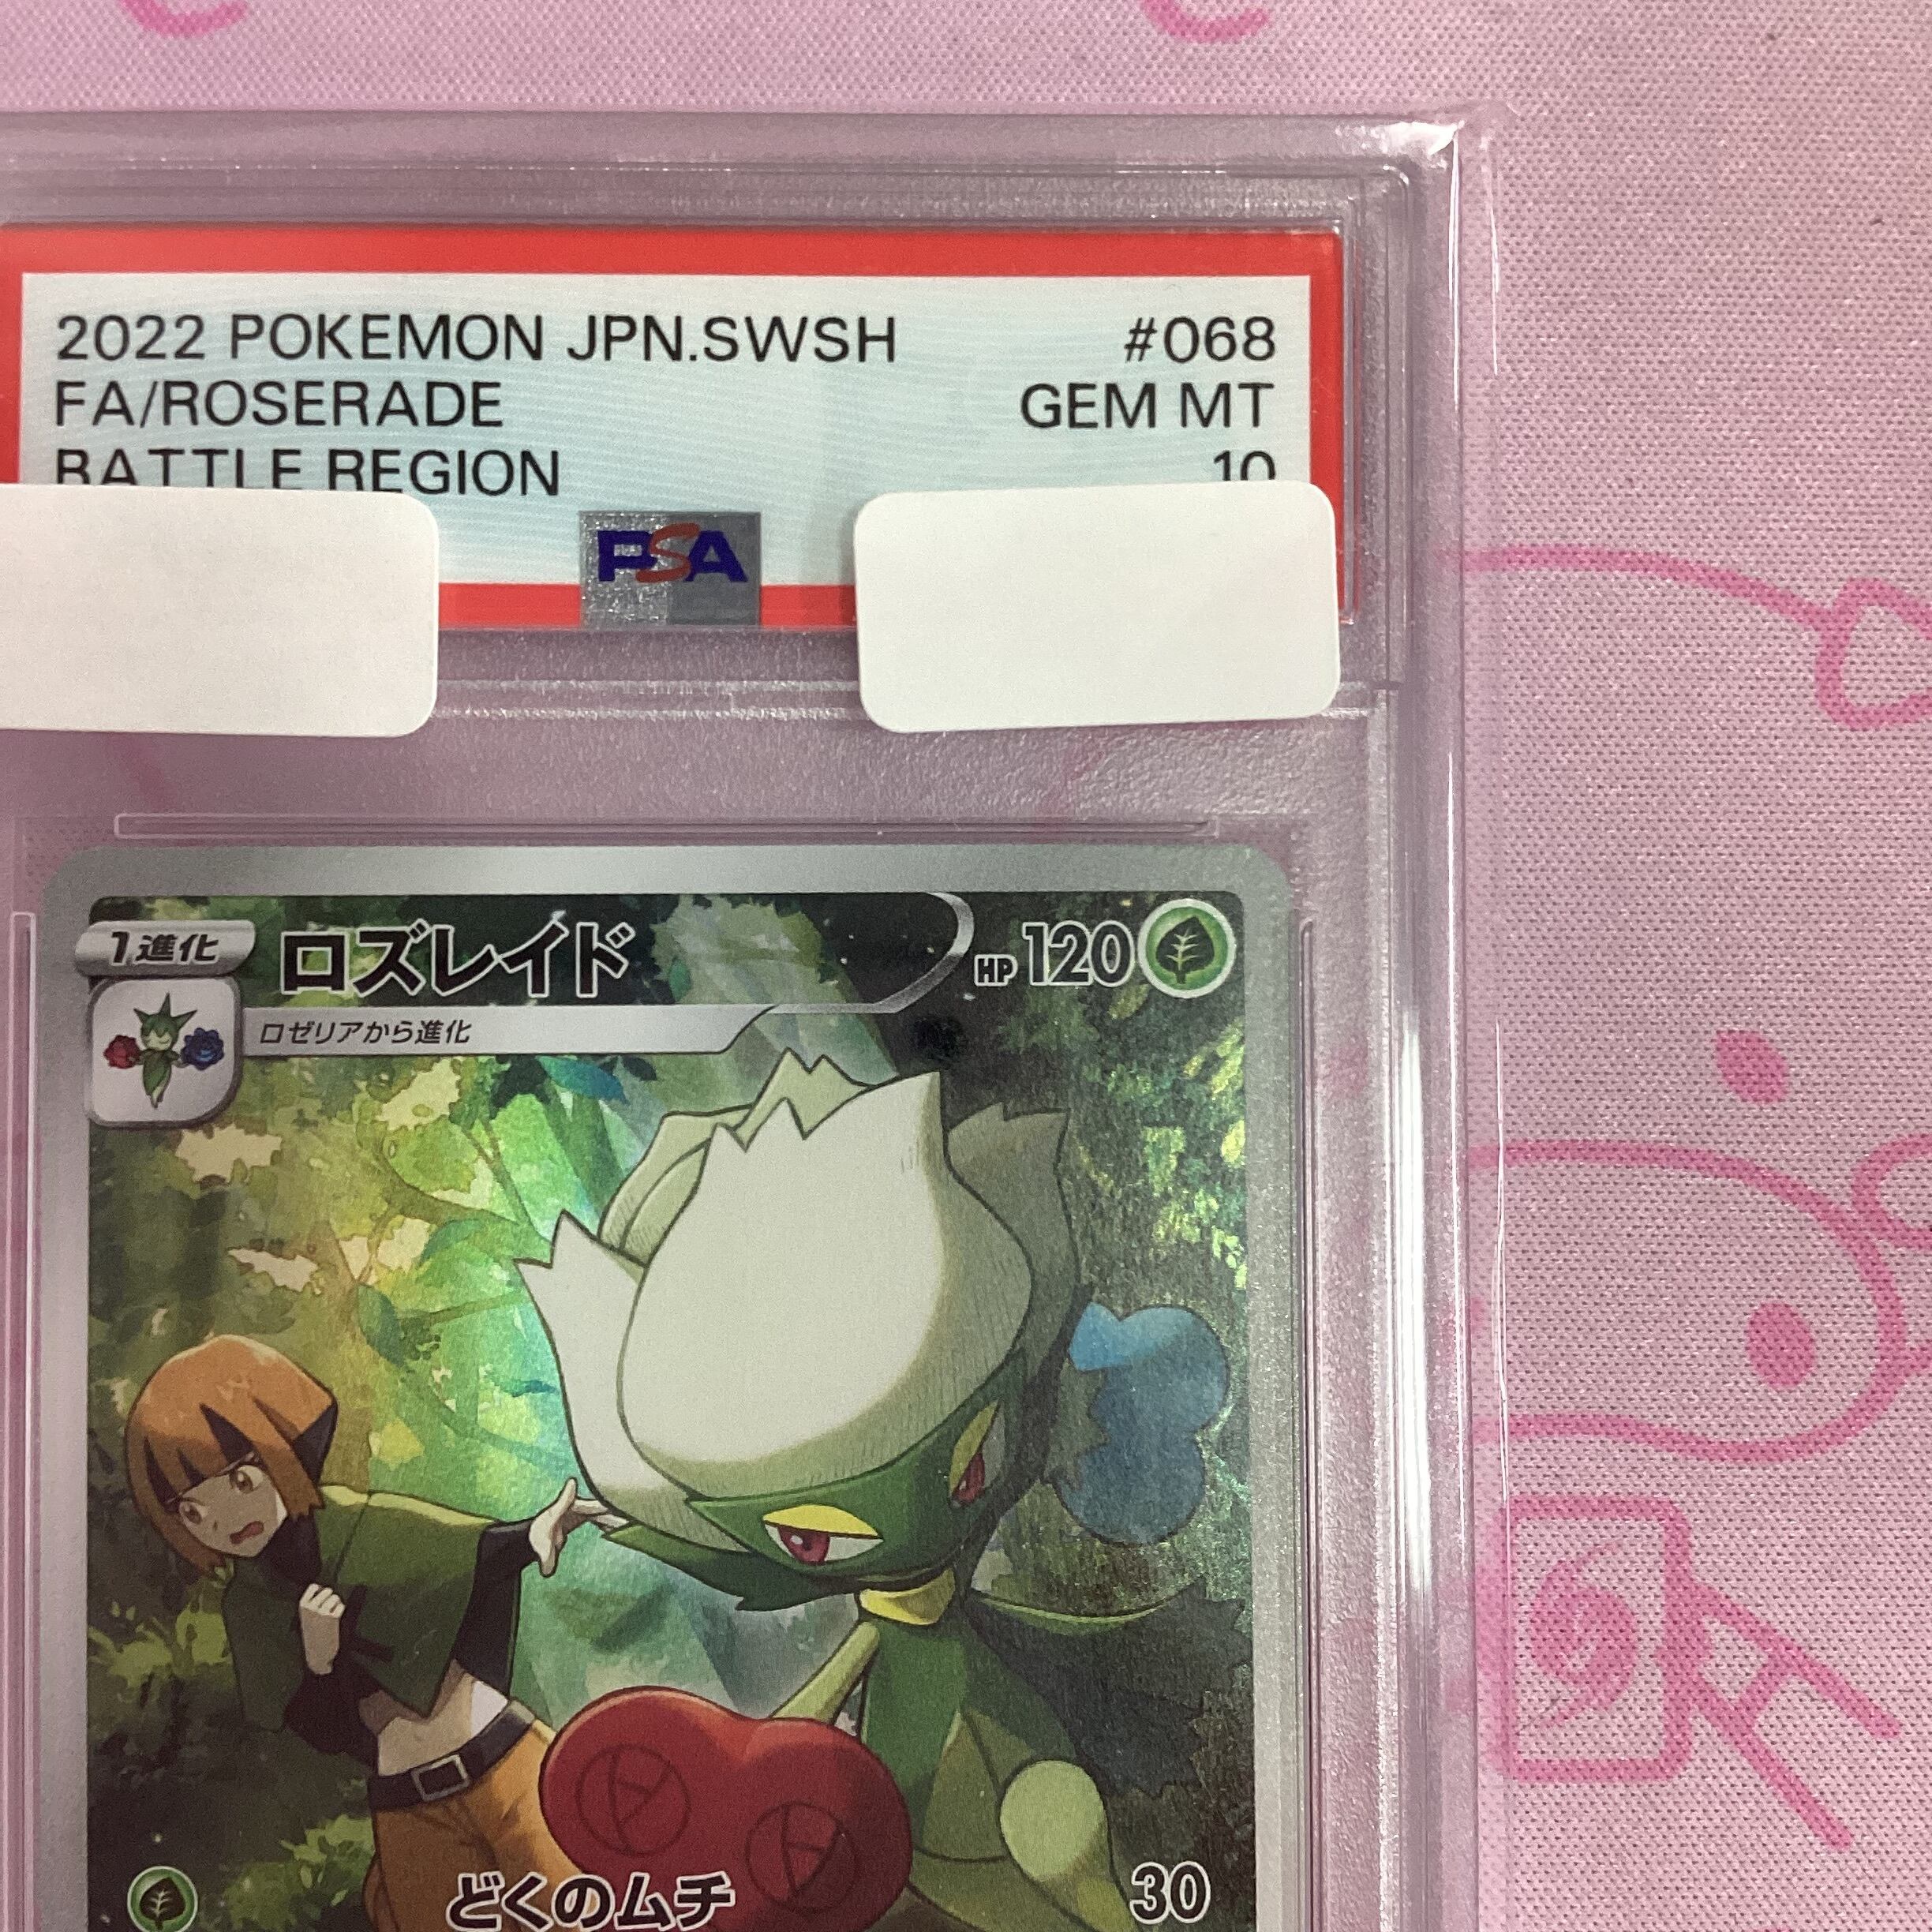 2022 POKEMON JPN.SWSH #068
FA/ROSERADE GEM MT
BATTLE REGION 10
PSA
1進化 ロズレイド HP 120
ロゼリアから進化
どくのムチ 30